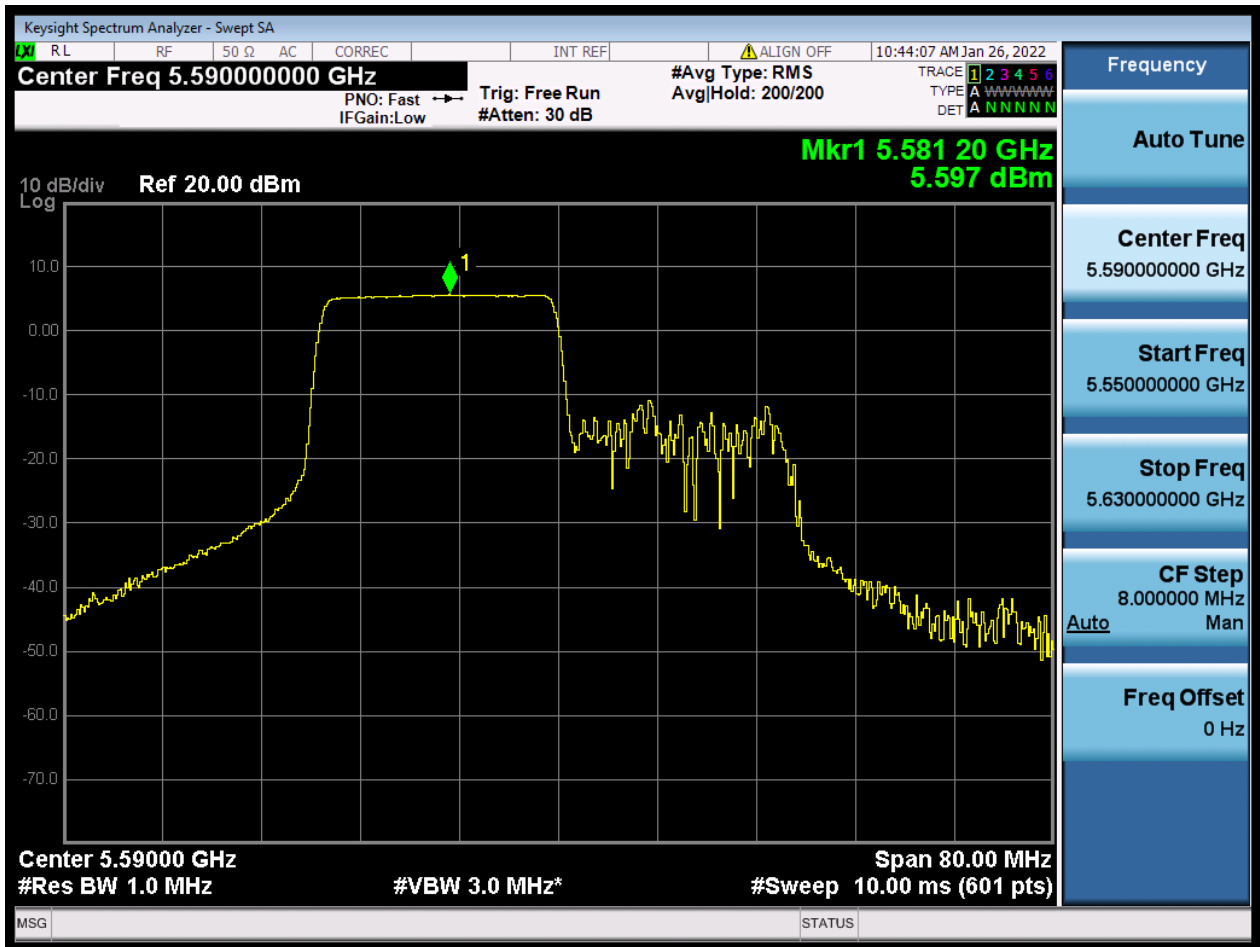 Keysight Spectrum Analyzer - Swept SA
LXI RL RF 50 Ω AC CORREC INT REF ALIGN OFF 10:44:07 AM Jan 26, 2022
Center Freq 5.590000000 GHz
PNO: Fast
IFGain:Low
Trig: Free Run
#Atten: 30 dB
#Avg Type: RMS
Avg|Hold: 200/200
TRACE 1 2 3 4 5 6
TYPE A WWWWW
DET A N N N N N
Mkr1 5.581 20 GHz
5.597 dBm
10 dB/div Ref 20.00 dBm
Log
1
10.0
0.00
-10.0
-20.0
-30.0
-40.0
-50.0
-60.0
-70.0
Center 5.59000 GHz Span 80.00 MHz
#Res BW 1.0 MHz #VBW 3.0 MHz* #Sweep 10.00 ms (601 pts)
MSG STATUS
Frequency
Auto Tune
Center Freq
5.590000000 GHz
Start Freq
5.550000000 GHz
Stop Freq
5.630000000 GHz
CF Step
8.000000 MHz
Auto Man
Freq Offset
0 Hz